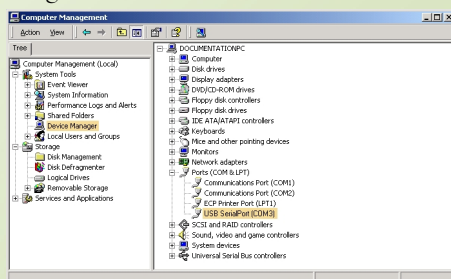 Computer Management
Action View
Tree
Computer Management (Local)
System Tools
Event Viewer
System Information
Performance Logs and Alerts
Shared Folders
Device Manager
Local Users and Groups
Storage
Disk Management
Disk Defragmenter
Logical Drives
Removable Storage
Services and Applications
DOCUMENTATIONPC
Computer
Disk drives
Display adapters
DVD/CD-ROM drives
Floppy disk controllers
Floppy disk drives
IDE ATA/ATAPI controllers
Keyboards
Mice and other pointing devices
Monitors
Network adapters
Ports (COM & LPT)
Communications Port (COM1)
Communications Port (COM2)
ECP Printer Port (LPT1)
USB SerialPort (COM3)
SCSI and RAID controllers
Sound, video and game controllers
System devices
Universal Serial Bus controllers